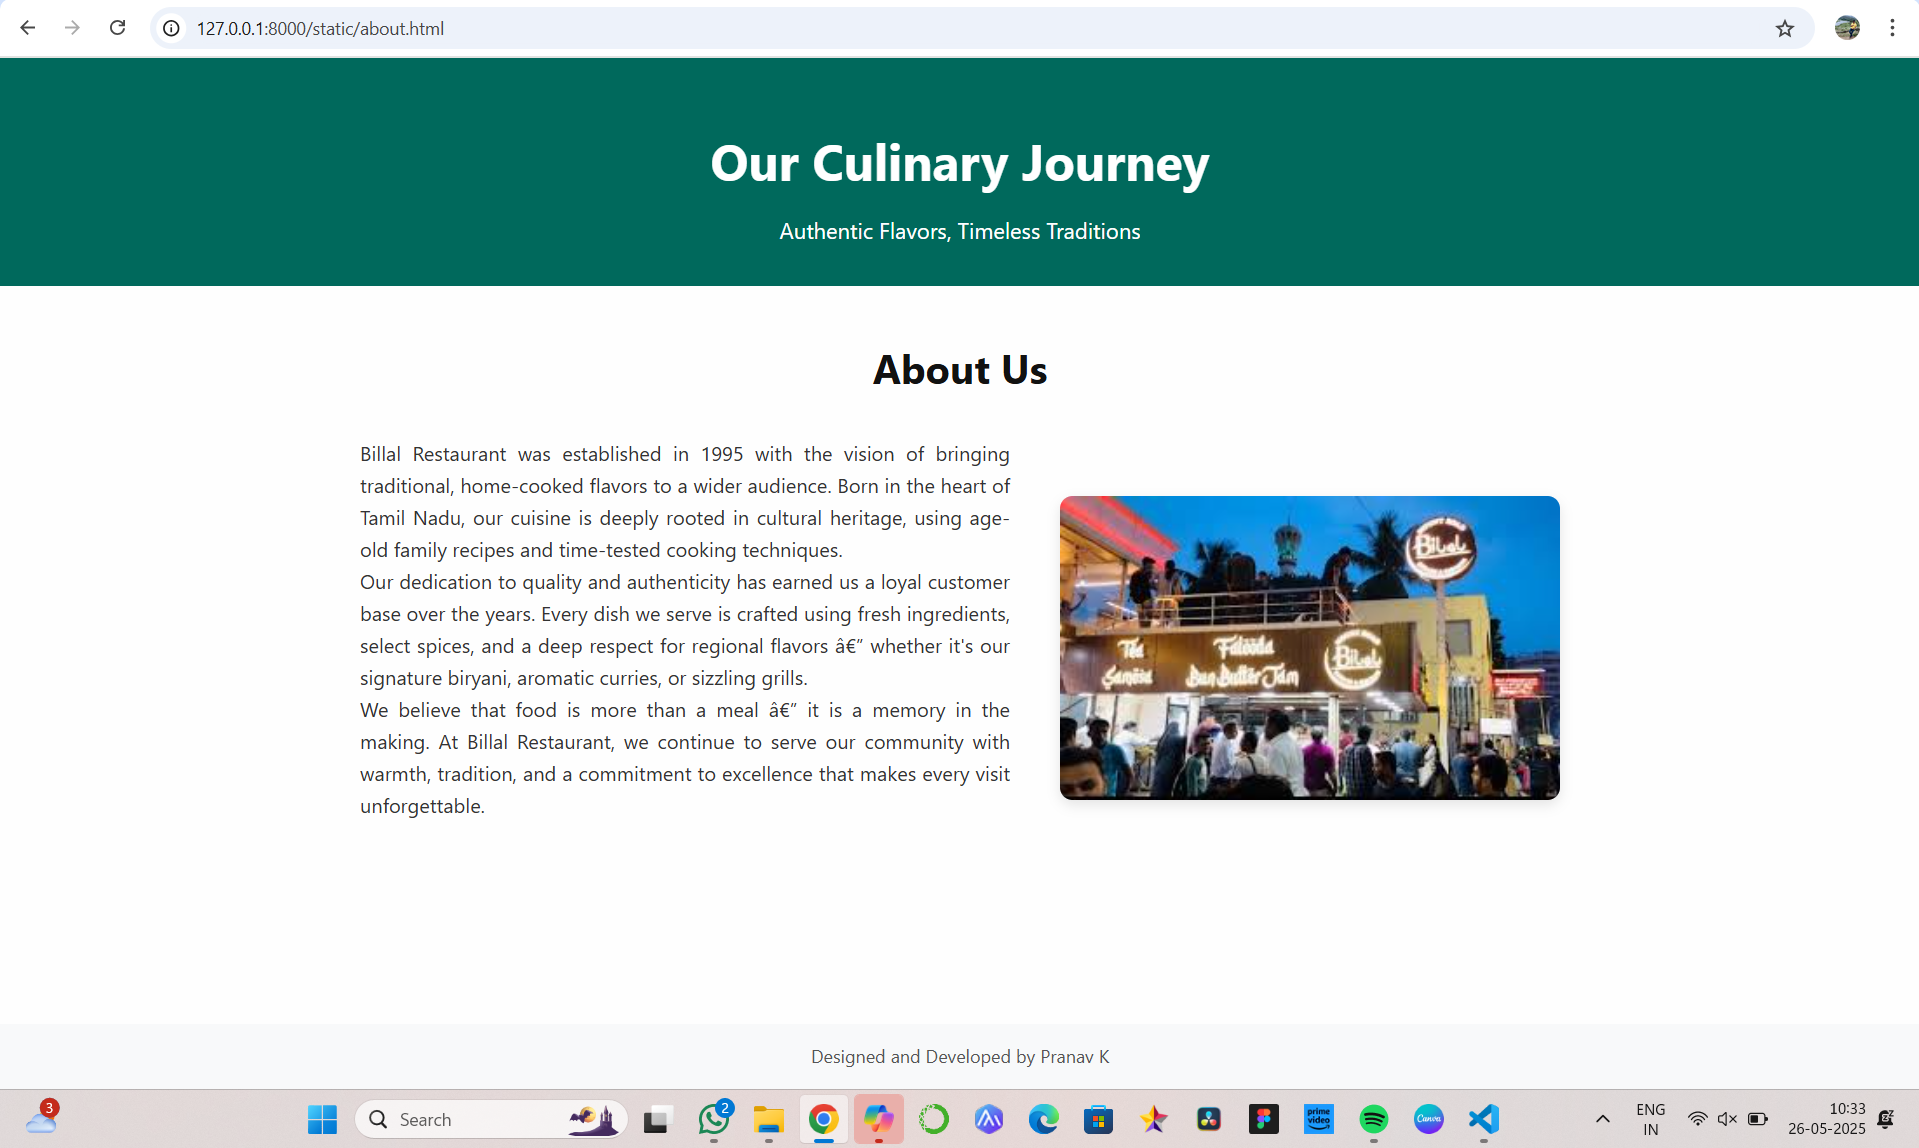 127.0.0.1:8000/static/about.html
Our Culinary Journey
Authentic Flavors, Timeless Traditions
About Us
Billal Restaurant was established in 1995 with the vision of bringing
traditional, home-cooked flavors to a wider audience. Born in the heart of
Tamil Nadu, our cuisine is deeply rooted in cultural heritage, using age-
old family recipes and time-tested cooking techniques.
Our dedication to quality and authenticity has earned us a loyal customer
base over the years. Every dish we serve is crafted using fresh ingredients,
select spices, and a deep respect for regional flavors â€” whether it's our
signature biryani, aromatic curries, or sizzling grills.
We believe that food is more than a meal â€” it is a memory in the
making. At Billal Restaurant, we continue to serve our community with
warmth, tradition, and a commitment to excellence that makes every visit
unforgettable.
Bilal
Tea
Samosa
Falooda
Bun Butter Jam
Bilal
Designed and Developed by Pranav K
3
Search
2
prime video
Canva
ENG
IN
10:33
26-05-2025